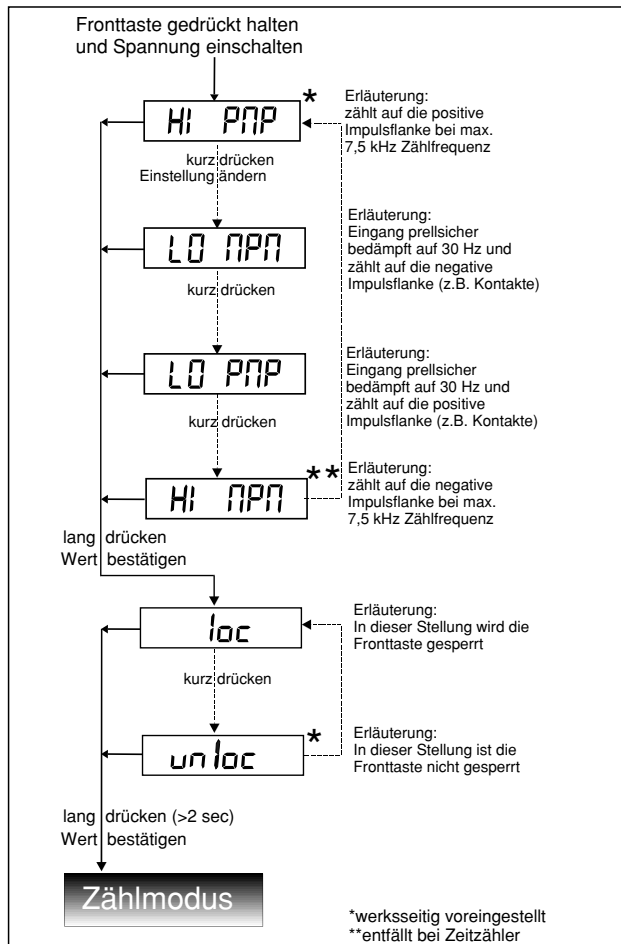 Fronttaste gedrückt halten
und Spannung einschalten
HI PNP *
Erläuterung:
zählt auf die positive
Impulsflanke bei max.
7,5 kHz Zählfrequenz
kurz drücken
Einstellung ändern
LO NPN
Erläuterung:
Eingang prellsicher
bedämpft auf 30 Hz und
zählt auf die negative
Impulsflanke (z.B. Kontakte)
kurz drücken
LO PNP
Erläuterung:
Eingang prellsicher
bedämpft auf 30 Hz und
zählt auf die positive
Impulsflanke (z.B. Kontakte)
kurz drücken
HI NPN **
Erläuterung:
zählt auf die negative
Impulsflanke bei max.
7,5 kHz Zählfrequenz
lang drücken
Wert bestätigen
loc
Erläuterung:
In dieser Stellung wird die
Fronttaste gesperrt
kurz drücken
unloc *
Erläuterung:
In dieser Stellung ist die
Fronttaste nicht gesperrt
lang drücken (>2 sec)
Wert bestätigen
Zählmodus
*werksseitig voreingestellt
**entfällt bei Zeitzähler